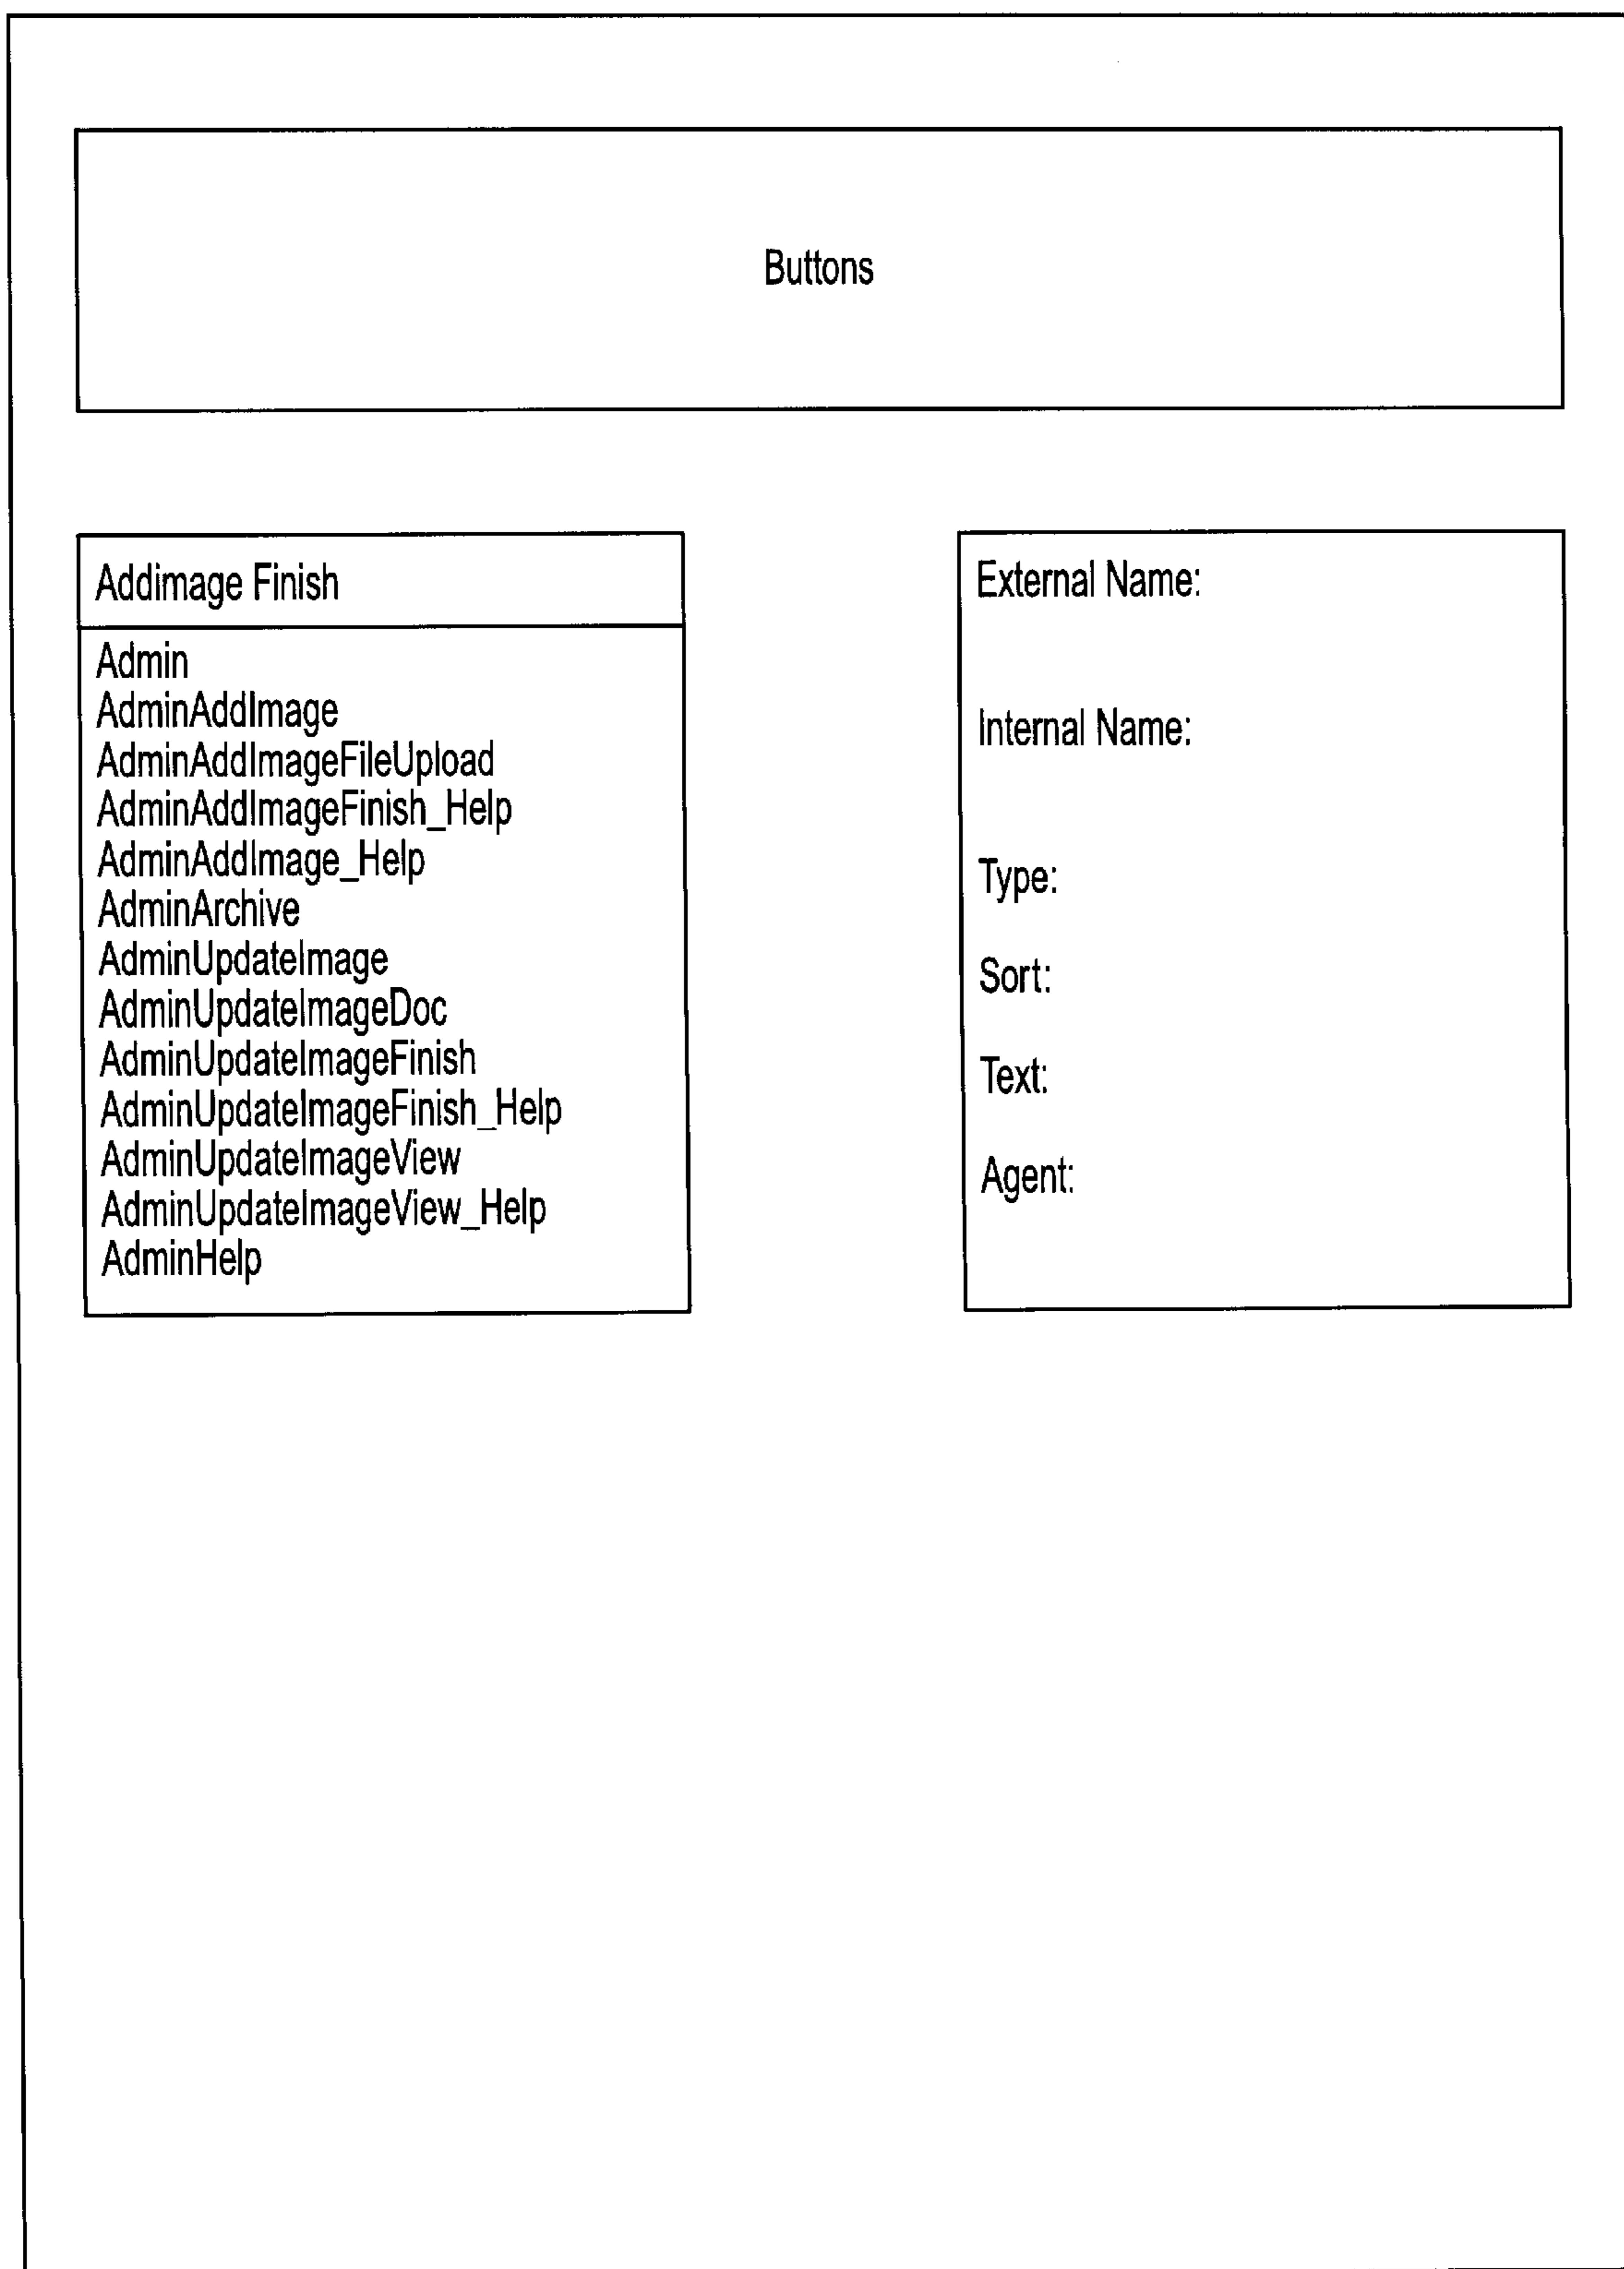 Buttons
Addimage Finish
Admin
AdminAddImage
AdminAddImageFileUpload
AdminAddImageFinish_Help
AdminAddImage_Help
AdminArchive
AdminUpdateImage
AdminUpdateImageDoc
AdminUpdateImageFinish
AdminUpdateImageFinish_Help
AdminUpdateImageView
AdminUpdateImageView_Help
AdminHelp
External Name:
Internal Name:
Type:
Sort:
Text:
Agent: